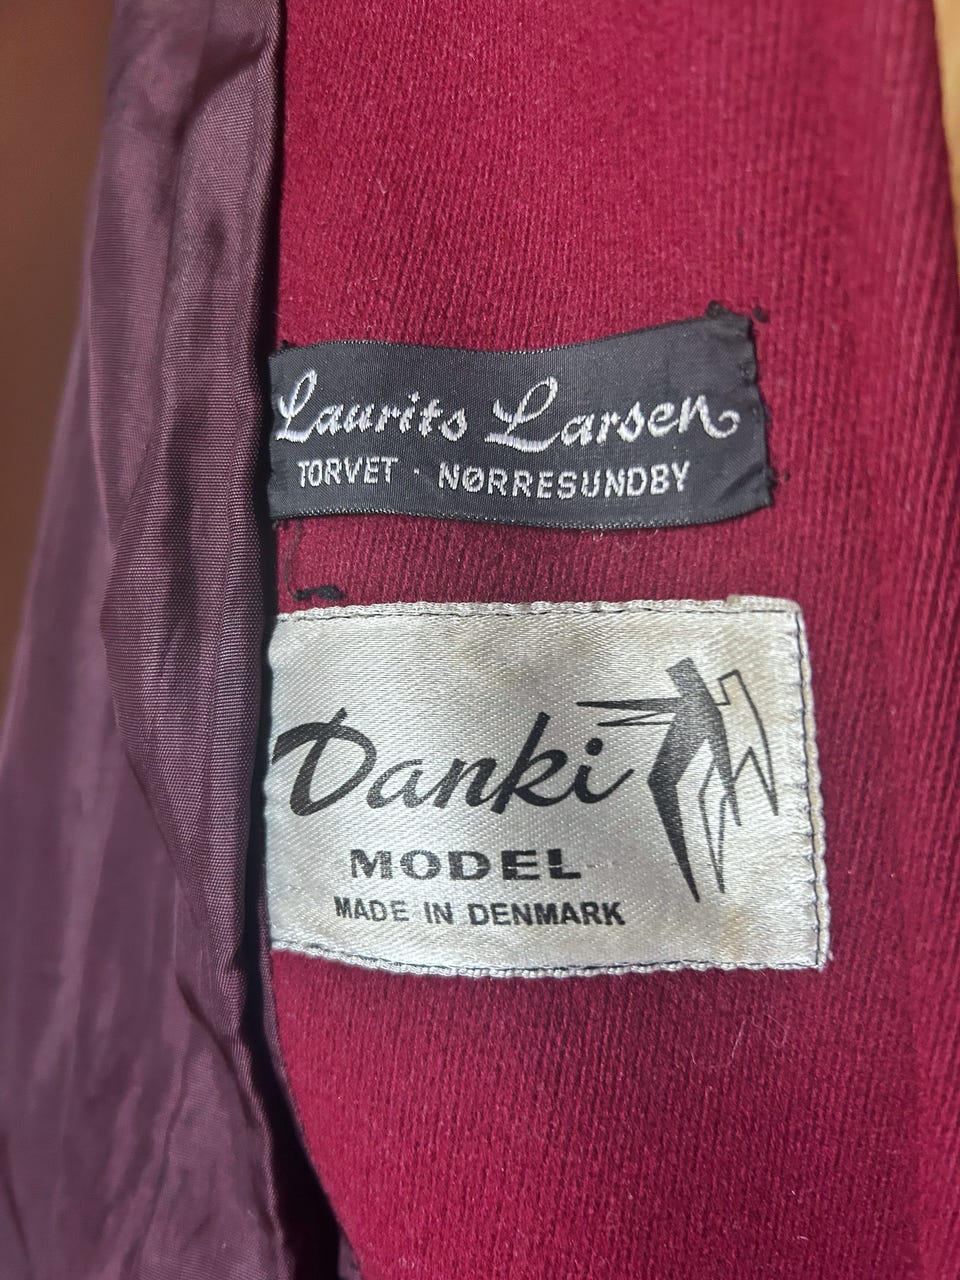 Laurits Larsen
TORVET · NØRRESUNDBY
Danki
MODEL
MADE IN DENMARK